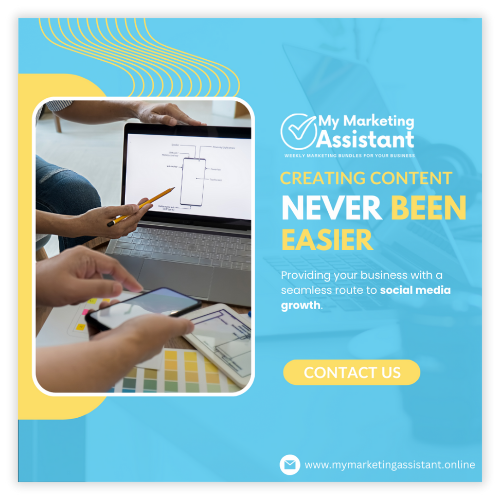 My Marketing
Assistant
WEEKLY MARKETING BUNDLES FOR YOUR BUSINESS
CREATING CONTENT
NEVER BEEN
EASIER
Providing your business with a
seamless route to social media
growth.
CONTACT US
www.mymarketingassistant.online